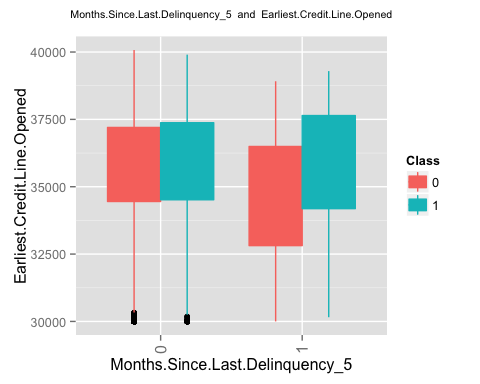 Months.Since.Last.Delinquency_5 and Earliest.Credit.Line.Opened
40000
37500
35000
32500
30000
Earliest.Credit.Line.Opened
0
1
Months.Since.Last.Delinquency_5
Class
0
1